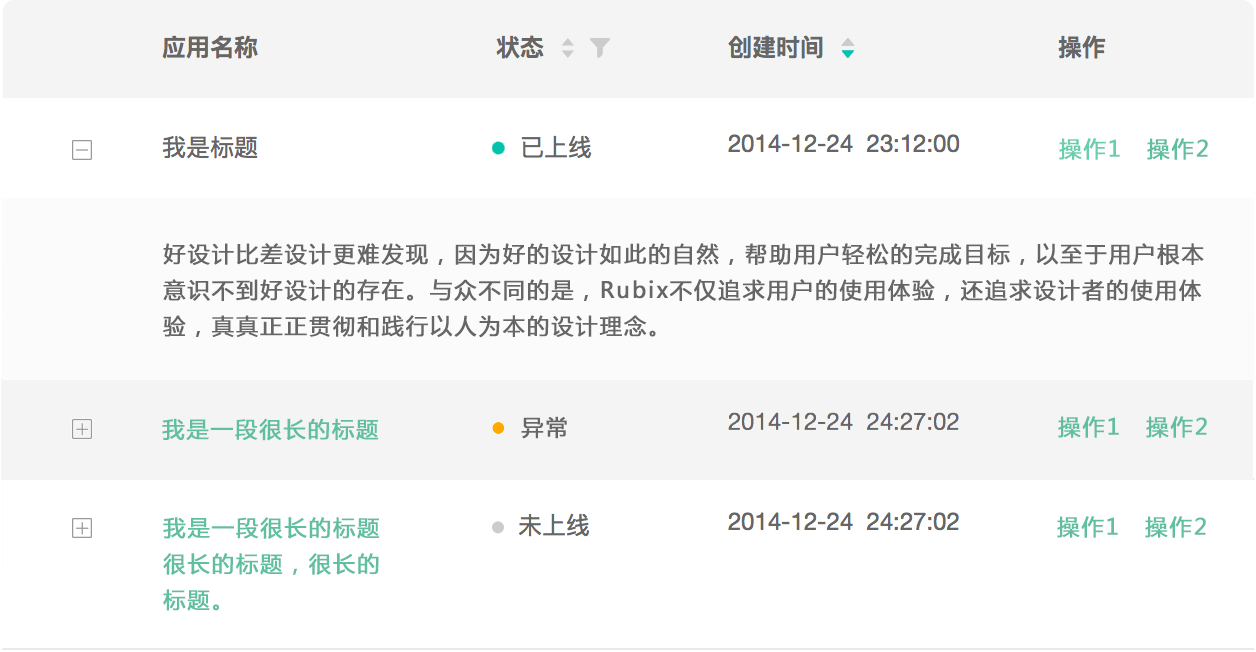 应用名称 状态 创建时间 操作
我是标题 已上线 2014-12-24 23:12:00 操作1 操作2
好设计比差设计更难发现，因为好的设计如此的自然，帮助用户轻松的完成目标，以至于用户根本
意识不到好设计的存在。与众不同的是，Rubix不仅追求用户的使用体验，还追求设计者的使用体
验，真真正正贯彻和践行以人为本的设计理念。
我是一段很长的标题 异常 2014-12-24 24:27:02 操作1 操作2
我是一段很长的标题 未上线 2014-12-24 24:27:02 操作1 操作2
很长的标题，很长的
标题。